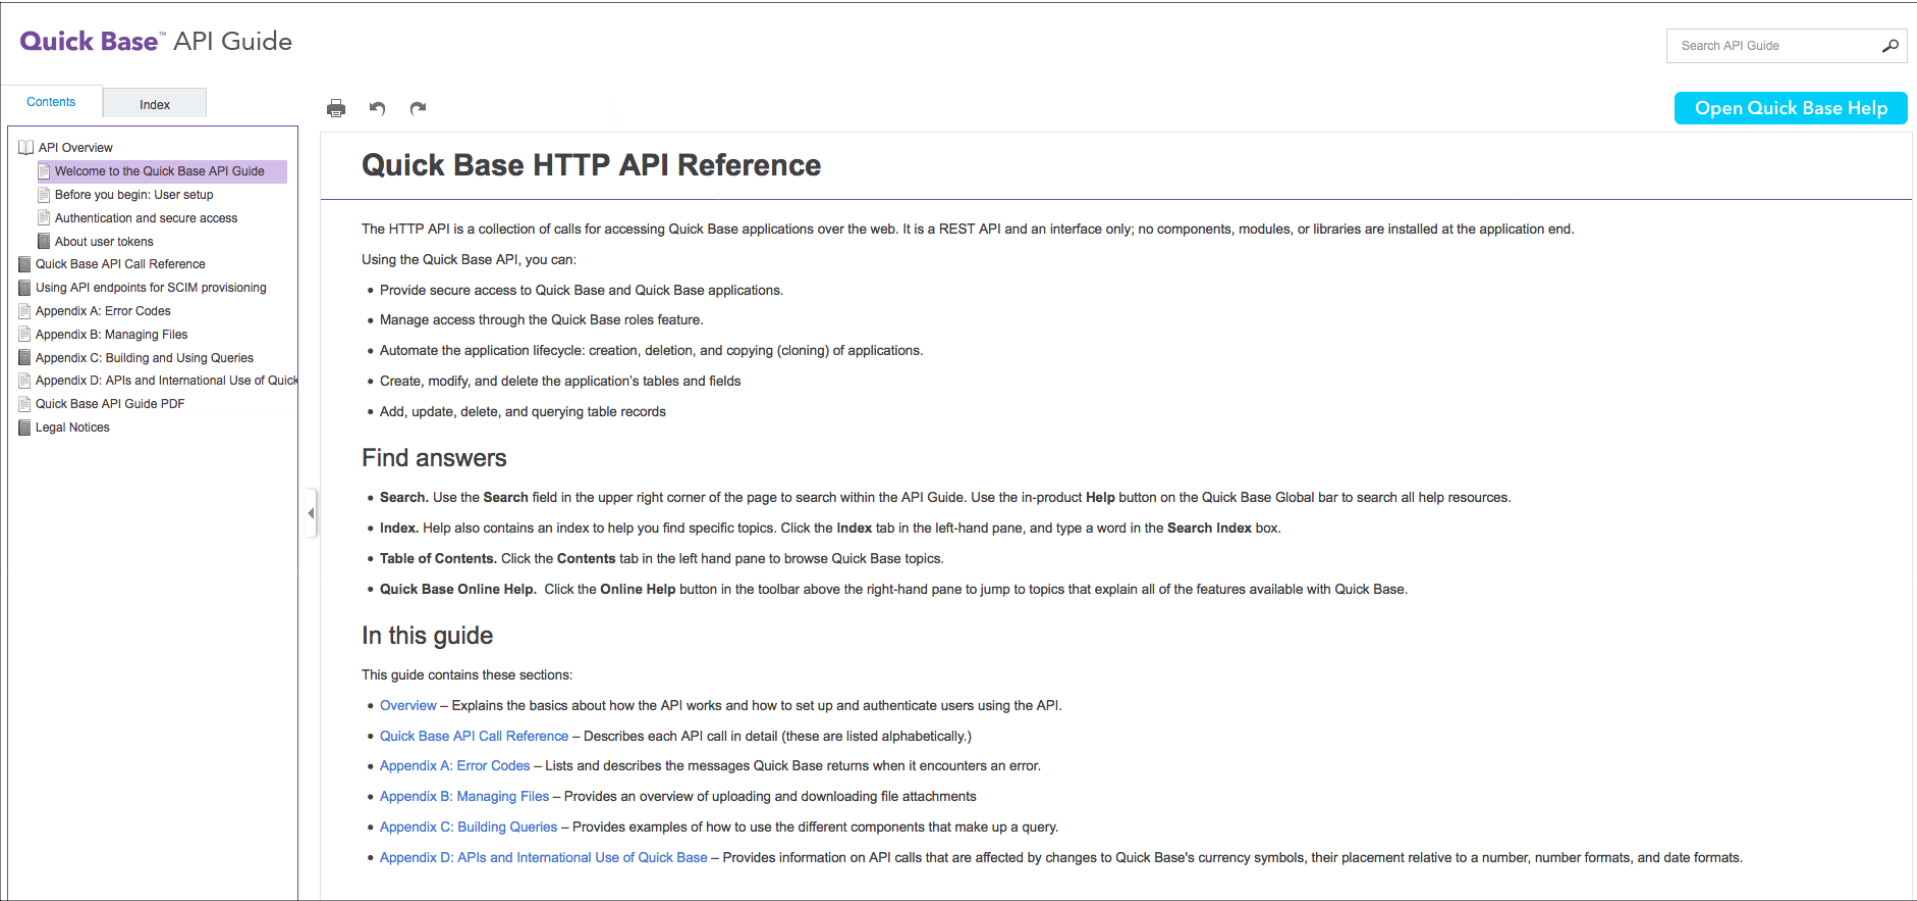 Quick Base™ API Guide
Search API Guide
Contents
Index
Open Quick Base Help
API Overview
Welcome to the Quick Base API Guide
Before you begin: User setup
Authentication and secure access
About user tokens
Quick Base API Call Reference
Using API endpoints for SCIM provisioning
Appendix A: Error Codes
Appendix B: Managing Files
Appendix C: Building and Using Queries
Appendix D: APIs and International Use of Quick
Quick Base API Guide PDF
Legal Notices
Quick Base HTTP API Reference
The HTTP API is a collection of calls for accessing Quick Base applications over the web. It is a REST API and an interface only; no components, modules, or libraries are installed at the application end.
Using the Quick Base API, you can:
• Provide secure access to Quick Base and Quick Base applications.
• Manage access through the Quick Base roles feature.
• Automate the application lifecycle: creation, deletion, and copying (cloning) of applications.
• Create, modify, and delete the application's tables and fields
• Add, update, delete, and querying table records
Find answers
• Search. Use the Search field in the upper right corner of the page to search within the API Guide. Use the in-product Help button on the Quick Base Global bar to search all help resources.
• Index. Help also contains an index to help you find specific topics. Click the Index tab in the left-hand pane, and type a word in the Search Index box.
• Table of Contents. Click the Contents tab in the left hand pane to browse Quick Base topics.
• Quick Base Online Help. Click the Online Help button in the toolbar above the right-hand pane to jump to topics that explain all of the features available with Quick Base.
In this guide
This guide contains these sections:
• Overview – Explains the basics about how the API works and how to set up and authenticate users using the API.
• Quick Base API Call Reference – Describes each API call in detail (these are listed alphabetically.)
• Appendix A: Error Codes – Lists and describes the messages Quick Base returns when it encounters an error.
• Appendix B: Managing Files – Provides an overview of uploading and downloading file attachments
• Appendix C: Building Queries – Provides examples of how to use the different components that make up a query.
• Appendix D: APIs and International Use of Quick Base – Provides information on API calls that are affected by changes to Quick Base's currency symbols, their placement relative to a number, number formats, and date formats.